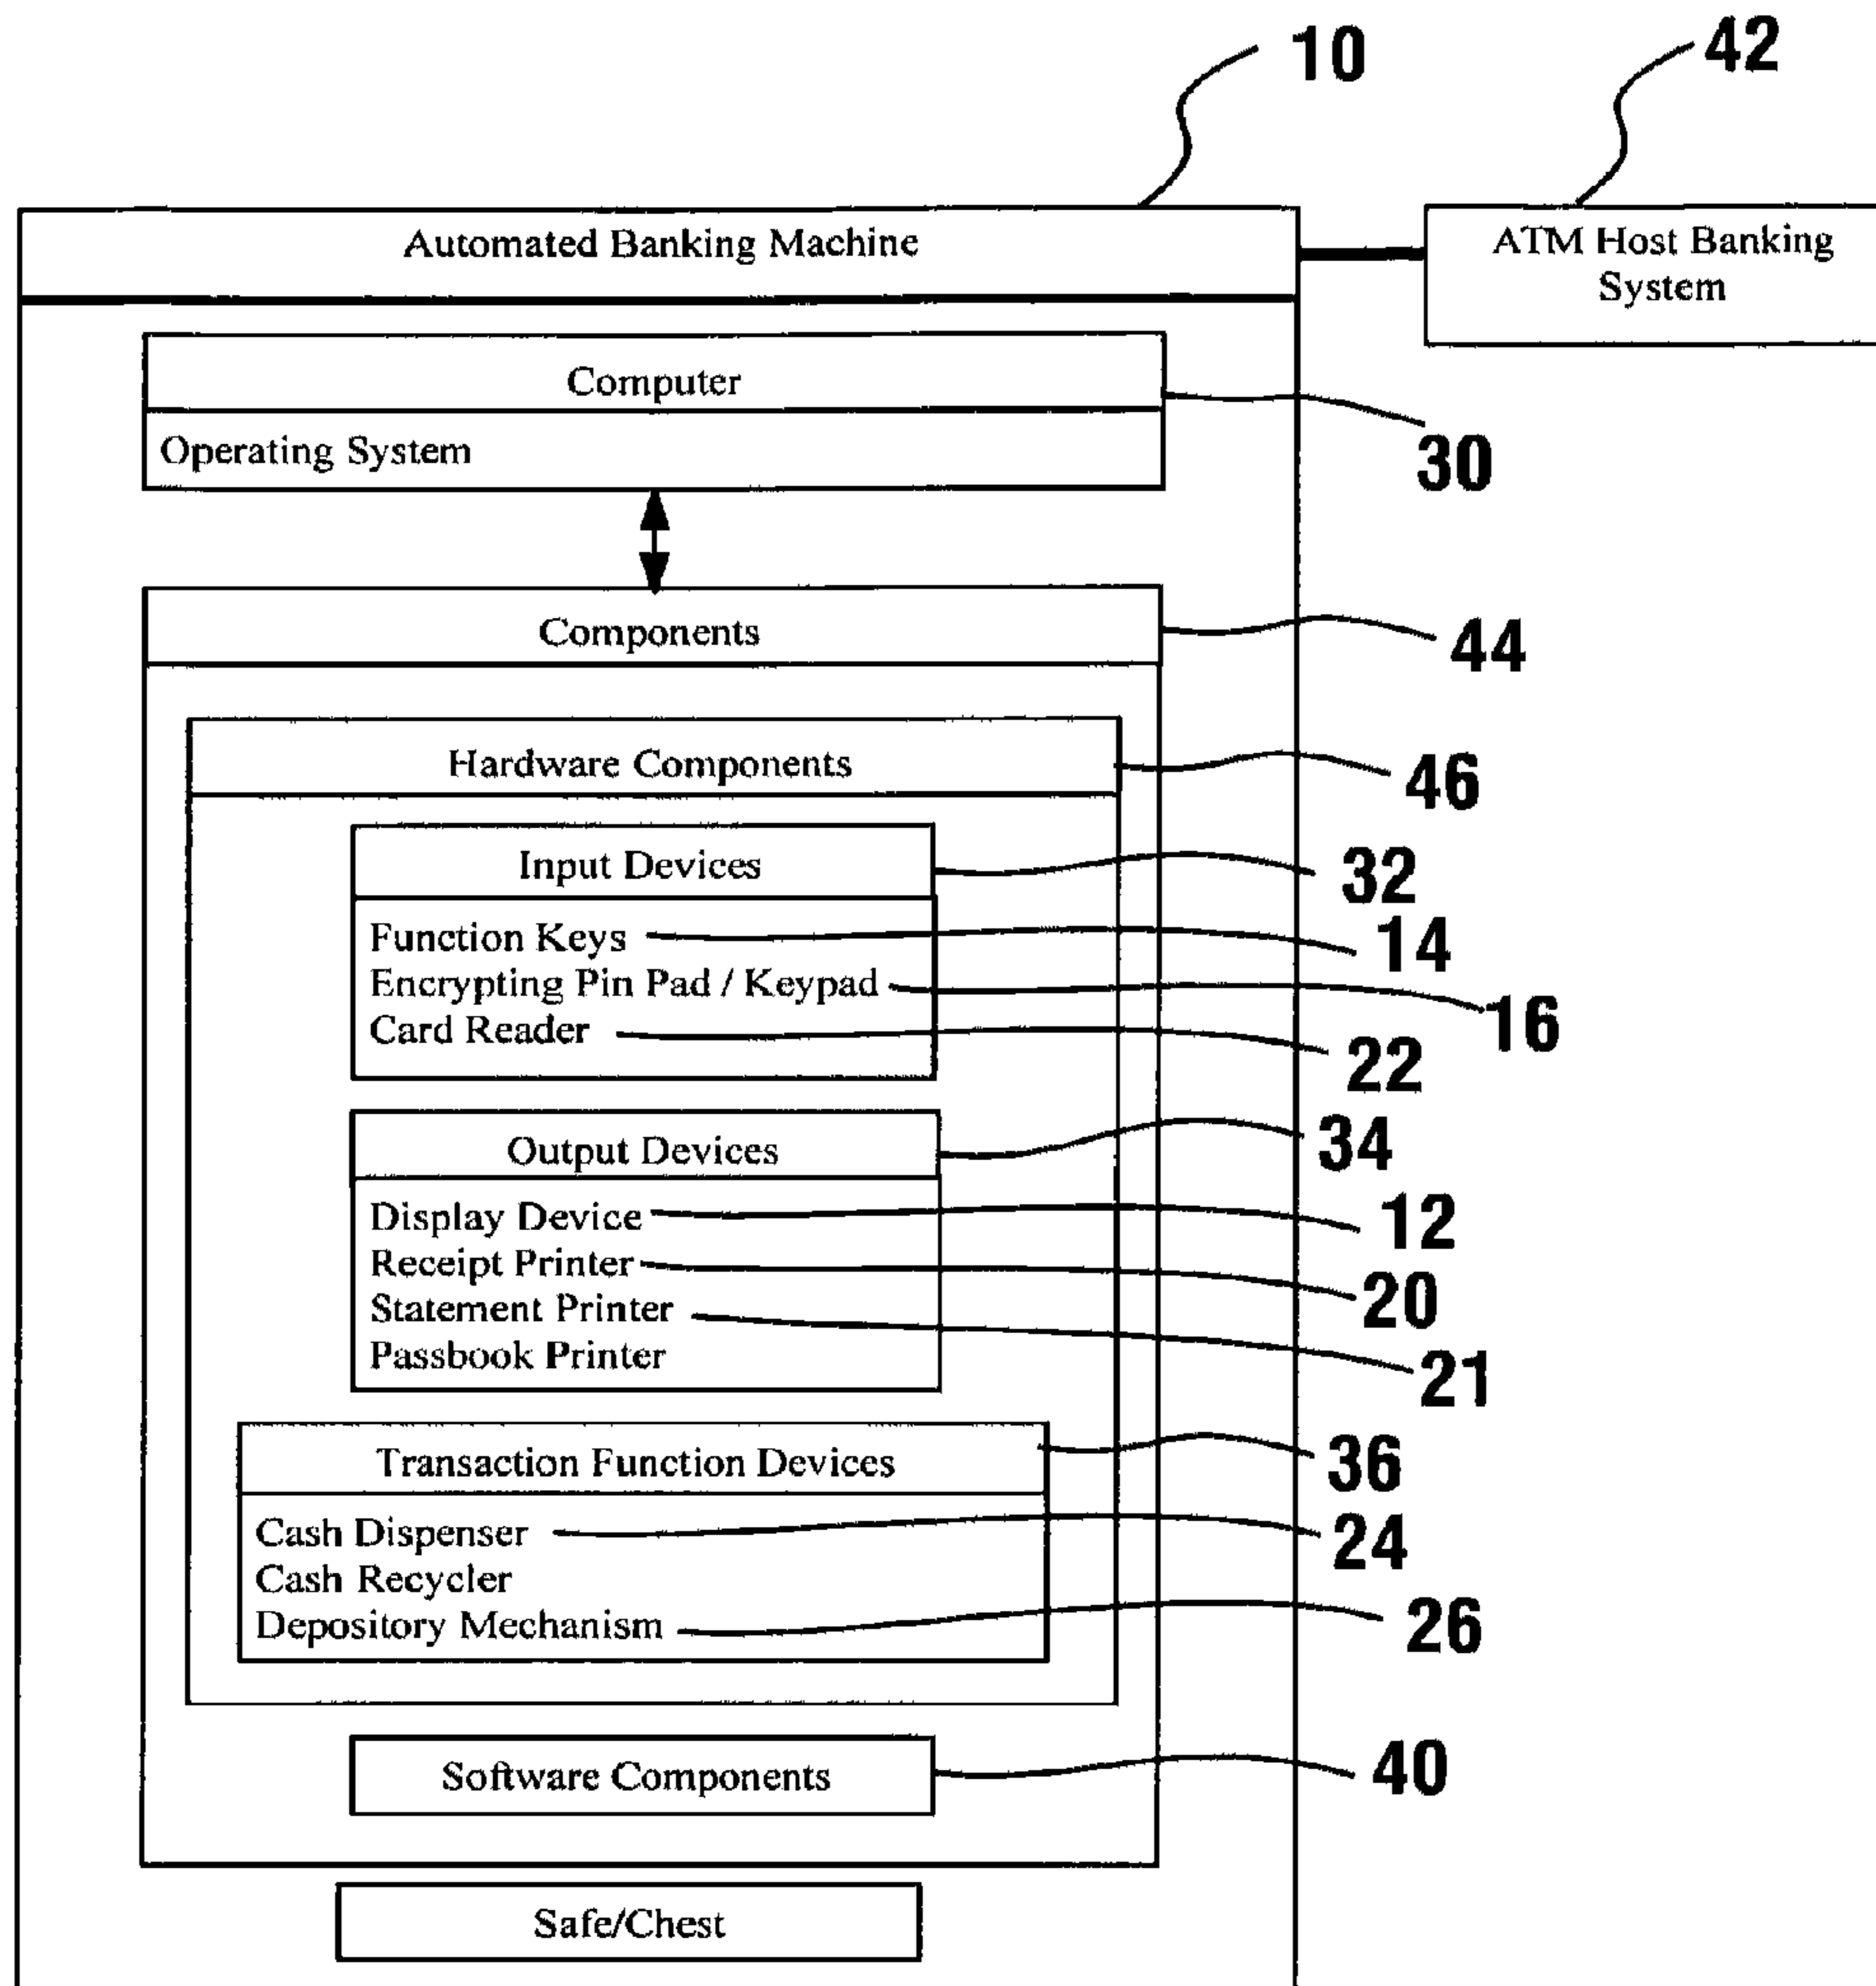 10
42
Automated Banking Machine
ATM Host Banking
System
Computer
Operating System
30
Components
44
Hardware Components
46
Input Devices
32
Function Keys
14
Encrypting Pin Pad / Keypad
16
Card Reader
22
Output Devices
34
Display Device
12
Receipt Printer
20
Statement Printer
21
Passbook Printer
Transaction Function Devices
36
Cash Dispenser
24
Cash Recycler
Depository Mechanism
26
Software Components
40
Safe/Chest